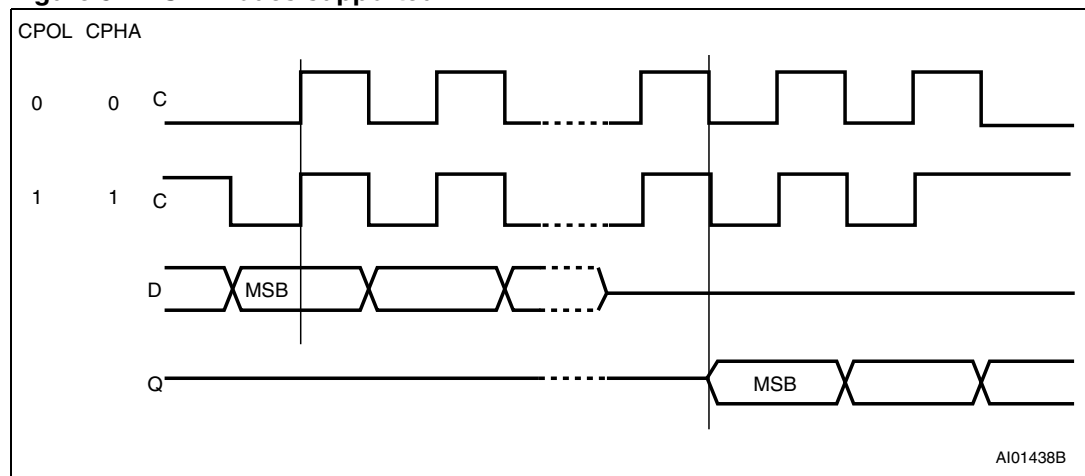 CPOL CPHA
0 0 C
1 1 C
D MSB
Q MSB
AI01438B